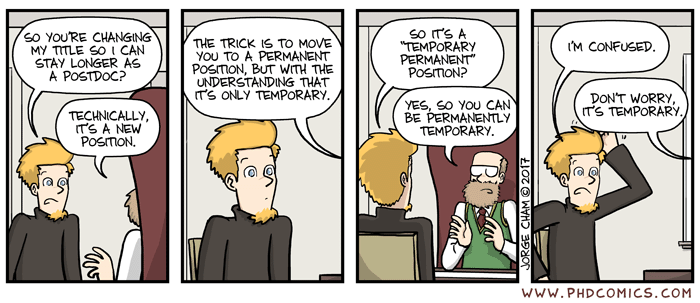 SO YOU'RE CHANGING
MY TITLE SO I CAN
STAY LONGER AS
A POSTDOC?
TECHNICALLY,
IT'S A NEW
POSITION.
THE TRICK IS TO MOVE
YOU TO A PERMANENT
POSITION, BUT WITH THE
UNDERSTANDING THAT
IT'S ONLY TEMPORARY.
SO IT'S A
"TEMPORARY
PERMANENT"
POSITION?
YES, SO YOU CAN
BE PERMANENTLY
TEMPORARY.
JORGE CHAM © 2017
I'M CONFUSED.
DON'T WORRY,
IT'S TEMPORARY.
WWW.PHDCOMICS.COM